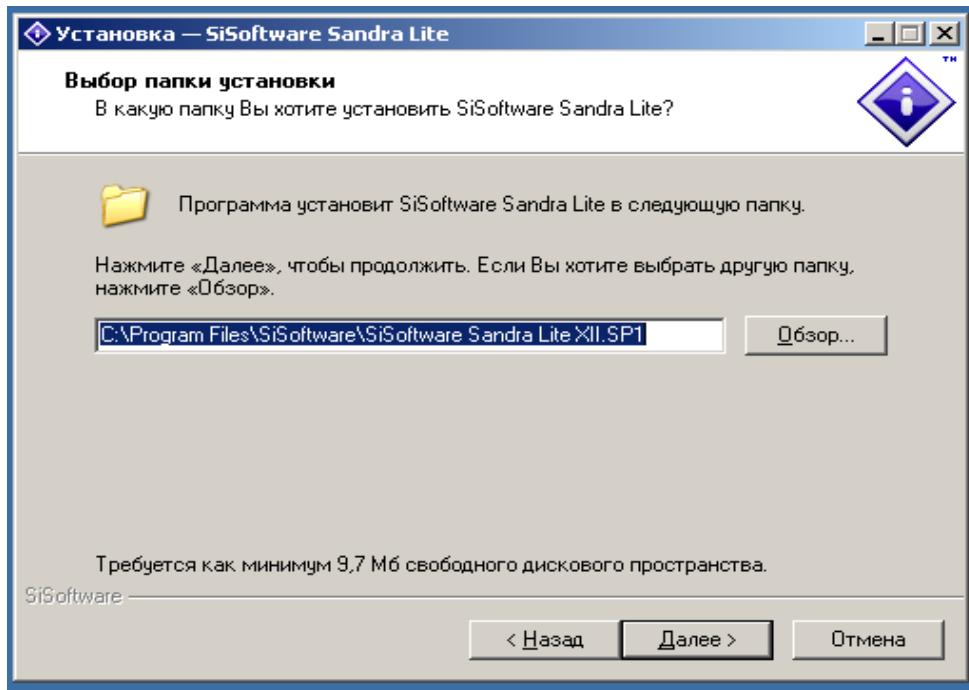 Установка — SiSoftware Sandra Lite
Выбор папки установки
В какую папку Вы хотите установить SiSoftware Sandra Lite?
TM
Программа установит SiSoftware Sandra Lite в следующую папку.
Нажмите «Далее», чтобы продолжить. Если Вы хотите выбрать другую папку,
нажмите «Обзор».
C:\Program Files\SiSoftware\SiSoftware Sandra Lite XII.SP1
Обзор...
Требуется как минимум 9,7 Мб свободного дискового пространства.
SiSoftware
< Назад
Далее >
Отмена